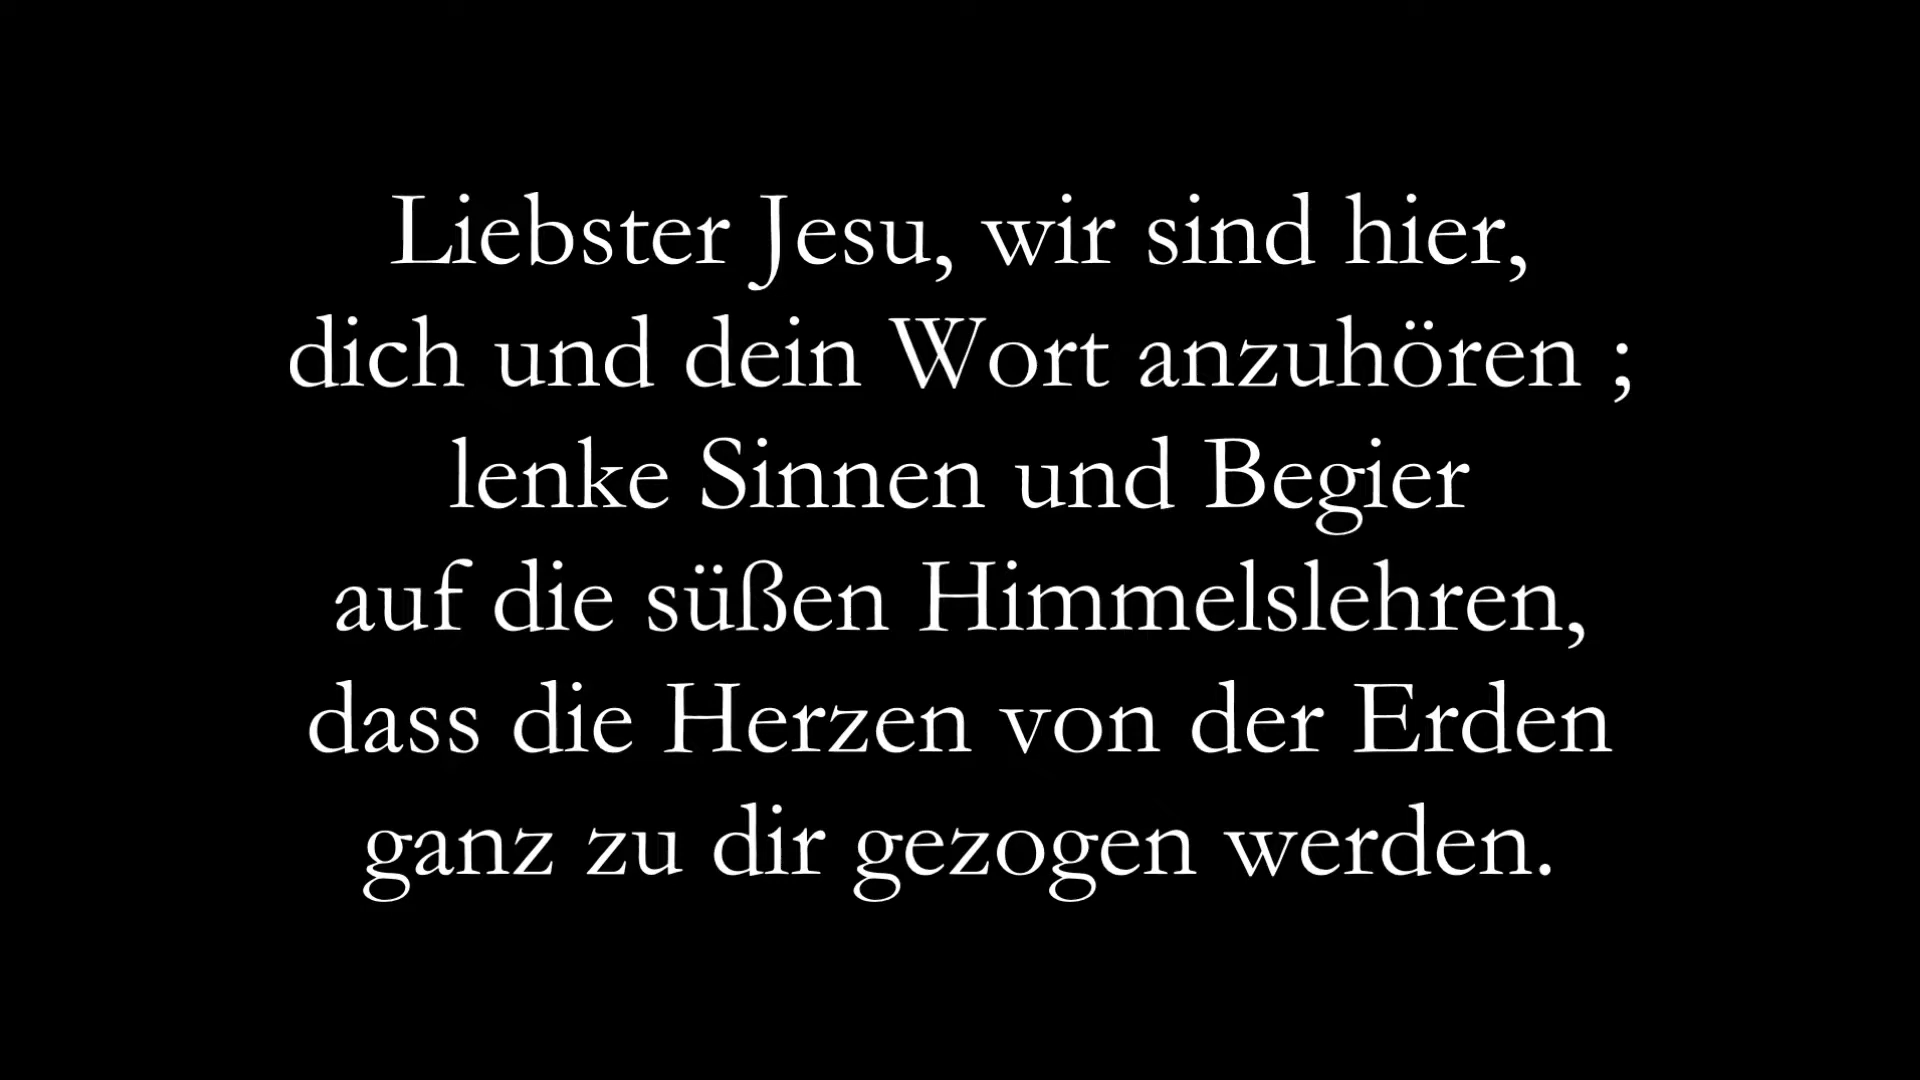 Liebster Jesu, wir sind hier,
dich und dein Wort anzuhören ;
lenke Sinnen und Begier
auf die süßen Himmelslehren,
dass die Herzen von der Erden
ganz zu dir gezogen werden.